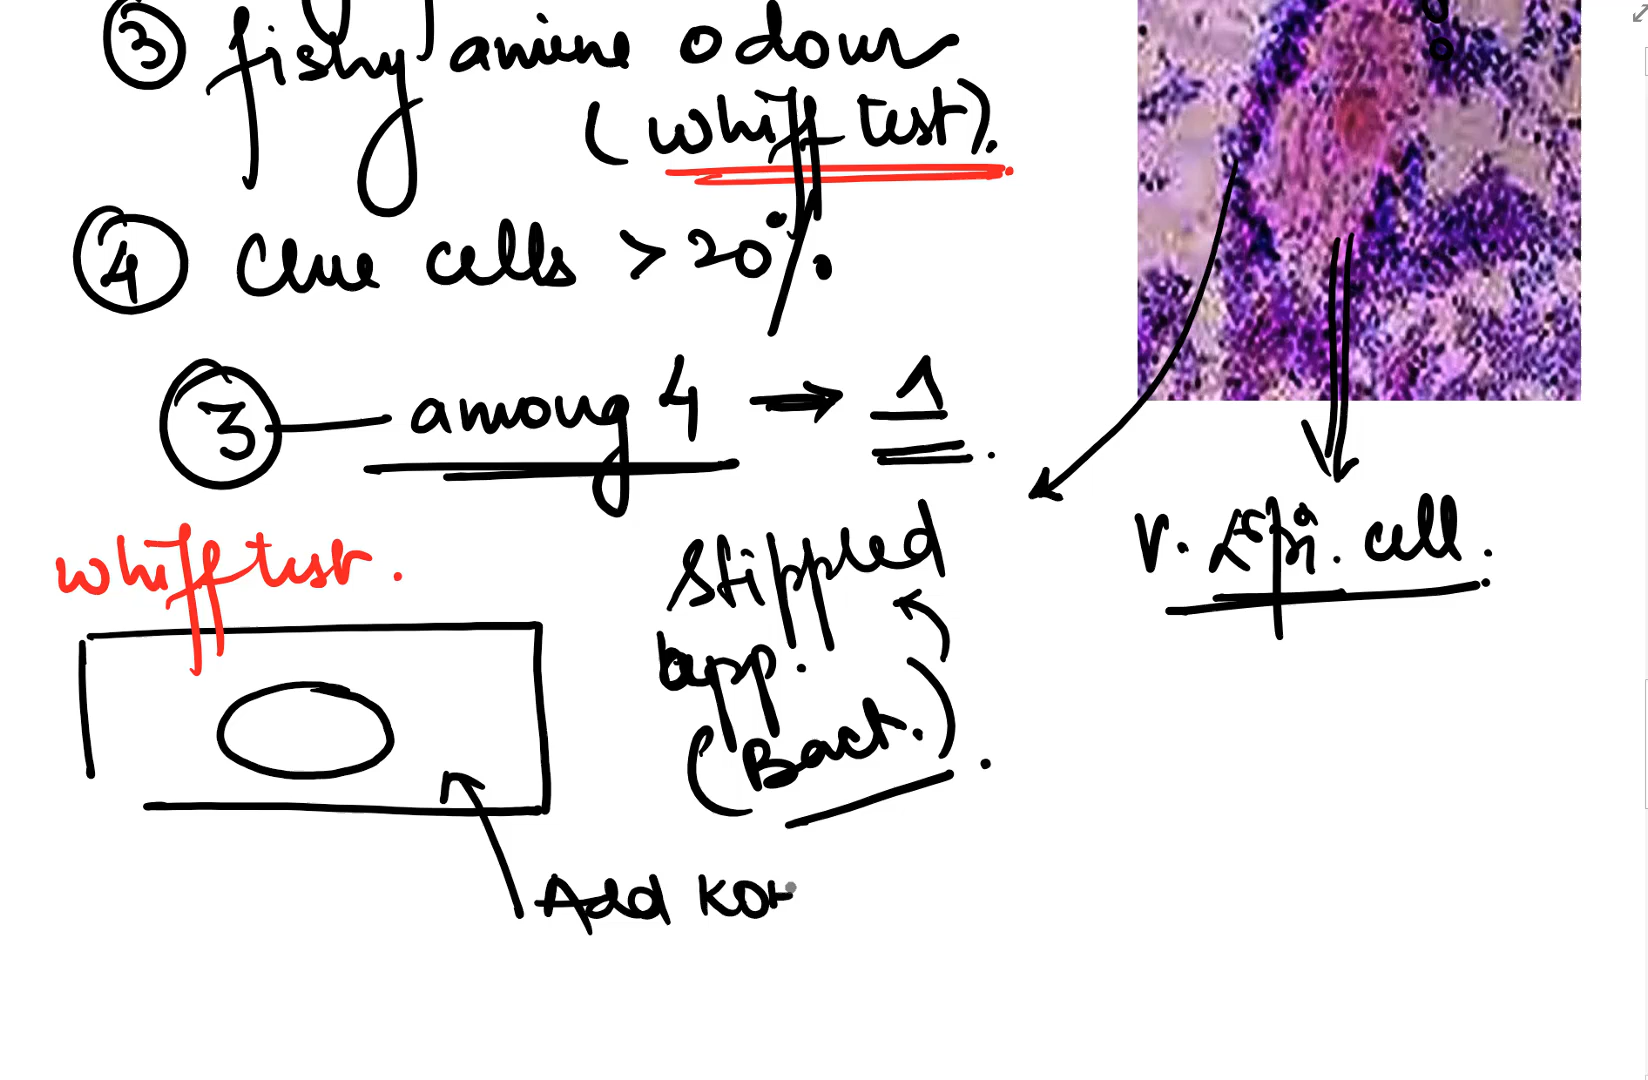 ③ fishy amine odour
(whiff test).
④ Clue cells > 20%.
③ — among 4 → Δ
whiff test.
Stippled
app.
(Bact.)
V. Epi. cell.
Add KOH